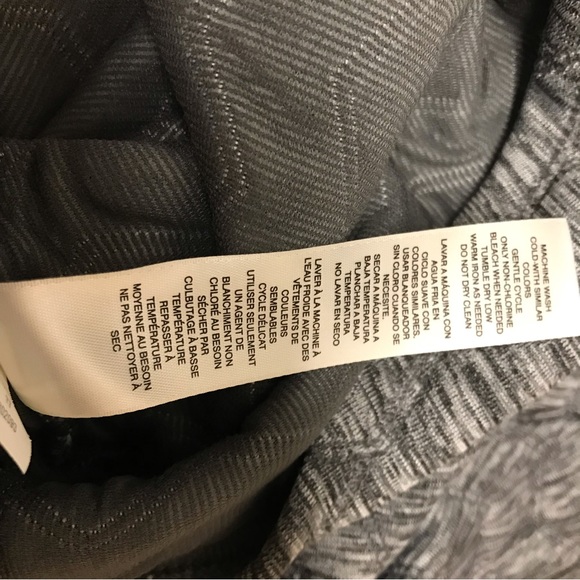 MACHINE WASH
COLD-WITH SIMILAR
COLORS
GENTLE CYCLE
ONLY NON-CHLORINE
BLEACH WHEN NEEDED
TUMBLE DRY LOW
WARM IRON AS NEEDED
DO NOT DRY CLEAN
LAVAR A MÁQUINA CON
AGUA FRA EN
CICLO SUAVE CON
COLORES SIMILARES.
USAR BLANQUEADOR
SIN CLORO CUANDO SE
NECESITE.
SECAR A MAQUINA A
BAJA TEMPERATURA
PLANCHAR A BAJA
TEMPERATURA
NO LAVAR EN SECO
LAVER À LA MACHINE À
L'EAU FROIDE AVEC DES
VÊTEMENTS DE
COULEURS
SEMBLABLES
CYCLE DÉLICAT
UTILISER SEULEMENT
L'AGENT DE
BLANCHIMENT NON
CHLORÉ AU BESOIN
SÉCHER PAR
CULBUTAGE À BASSE
TEMPÉRATURE
REPASSER À
TEMPÉRATURE
MOYENNE AU BESOIN
NE PAS NETTOYER À
SEC